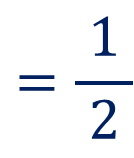 = 1/2